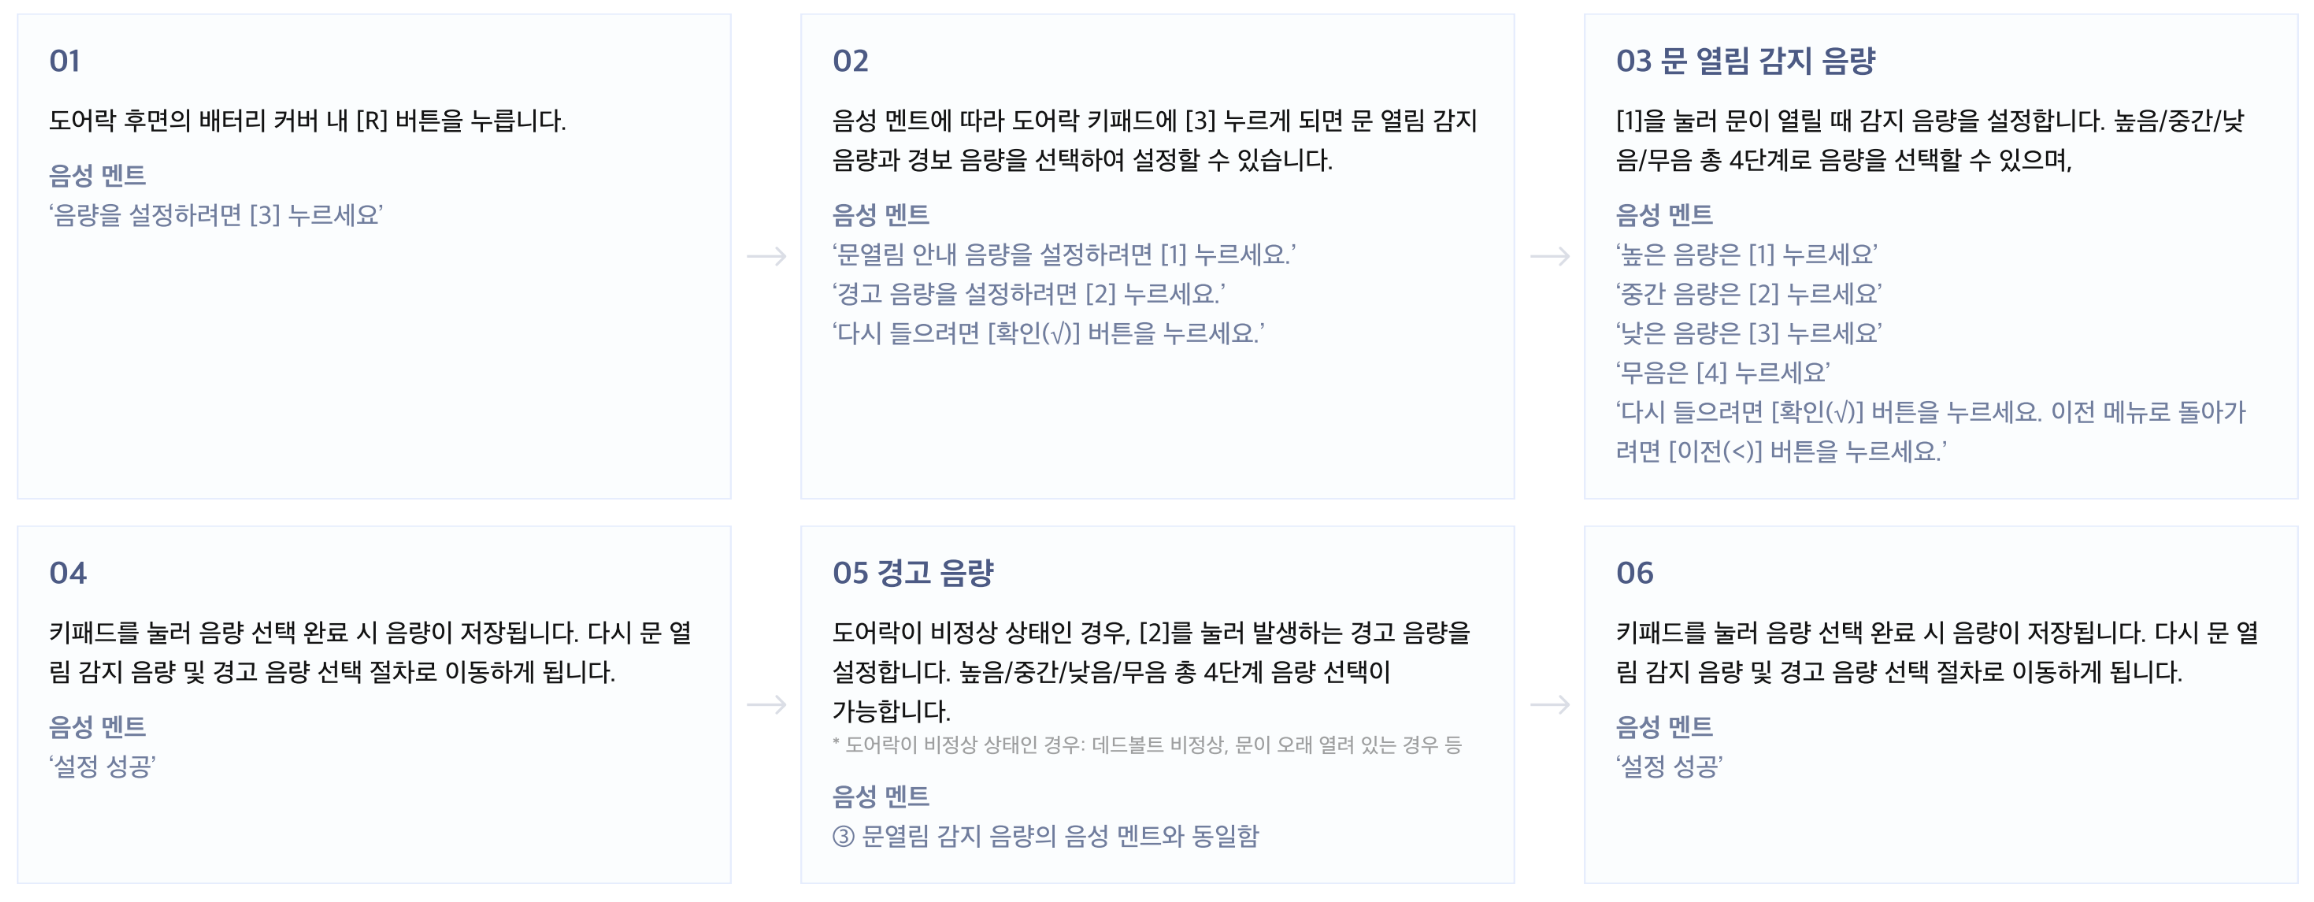 01
도어락 후면의 배터리 커버 내 [R] 버튼을 누릅니다.
음성 멘트
‘음량을 설정하려면 [3] 누르세요’
02
음성 멘트에 따라 도어락 키패드에 [3] 누르게 되면 문 열림 감지
음량과 경보 음량을 선택하여 설정할 수 있습니다.
음성 멘트
‘문열림 안내 음량을 설정하려면 [1] 누르세요.’
‘경고 음량을 설정하려면 [2] 누르세요.’
‘다시 들으려면 [확인(√)] 버튼을 누르세요.’
03 문 열림 감지 음량
[1]을 눌러 문이 열릴 때 감지 음량을 설정합니다. 높음/중간/낮
음/무음 총 4단계로 음량을 선택할 수 있으며,
음성 멘트
‘높은 음량은 [1] 누르세요’
‘중간 음량은 [2] 누르세요’
‘낮은 음량은 [3] 누르세요’
‘무음은 [4] 누르세요’
‘다시 들으려면 [확인(√)] 버튼을 누르세요. 이전 메뉴로 돌아가
려면 [이전(<)] 버튼을 누르세요.’
04
키패드를 눌러 음량 선택 완료 시 음량이 저장됩니다. 다시 문 열
림 감지 음량 및 경고 음량 선택 절차로 이동하게 됩니다.
음성 멘트
‘설정 성공’
05 경고 음량
도어락이 비정상 상태인 경우, [2]를 눌러 발생하는 경고 음량을
설정합니다. 높음/중간/낮음/무음 총 4단계 음량 선택이
가능합니다.
* 도어락이 비정상 상태인 경우: 데드볼트 비정상, 문이 오래 열려 있는 경우 등
음성 멘트
③ 문열림 감지 음량의 음성 멘트와 동일함
06
키패드를 눌러 음량 선택 완료 시 음량이 저장됩니다. 다시 문 열
림 감지 음량 및 경고 음량 선택 절차로 이동하게 됩니다.
음성 멘트
‘설정 성공’